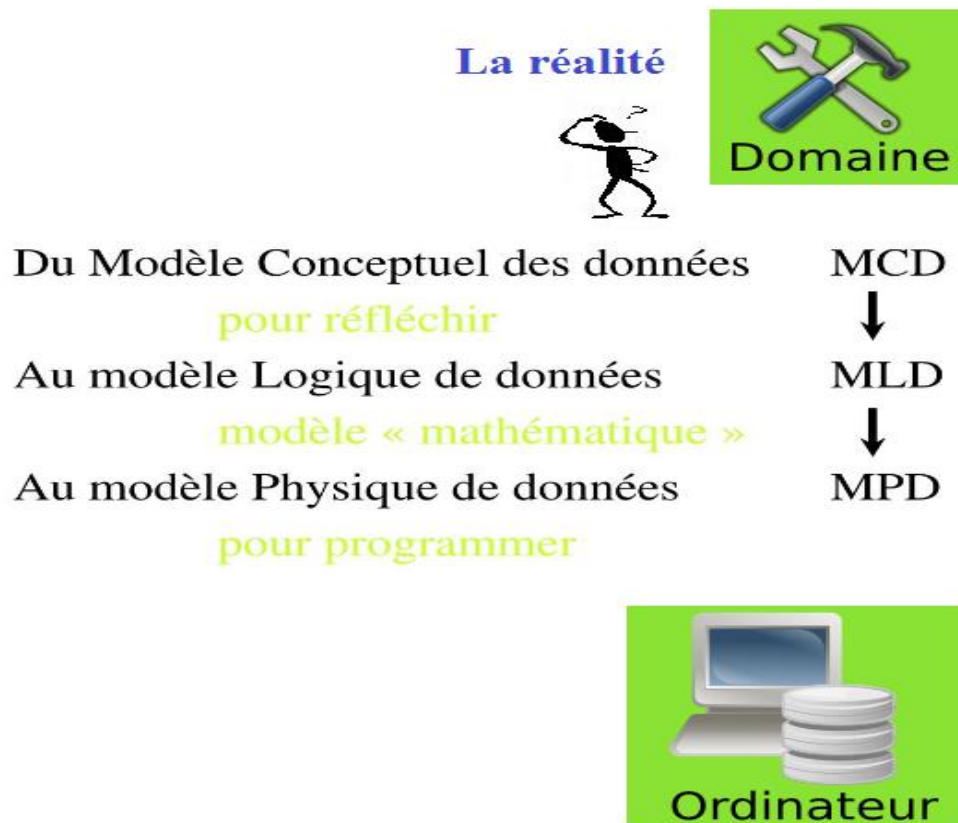 La réalité
Domaine
Du Modèle Conceptuel des données MCD
pour réfléchir
Au modèle Logique de données MLD
modèle « mathématique »
Au modèle Physique de données MPD
pour programmer
Ordinateur